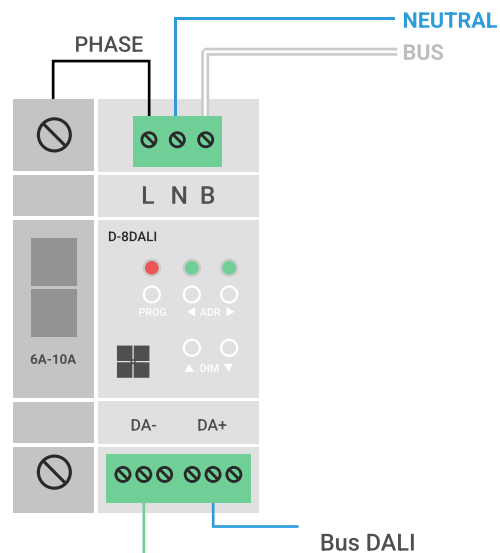 NEUTRAL
PHASE
BUS
L N B
D-8DALI
PROG
◀ ADR ▶
6A-10A
▲ DIM ▼
DA- DA+
Bus DALI